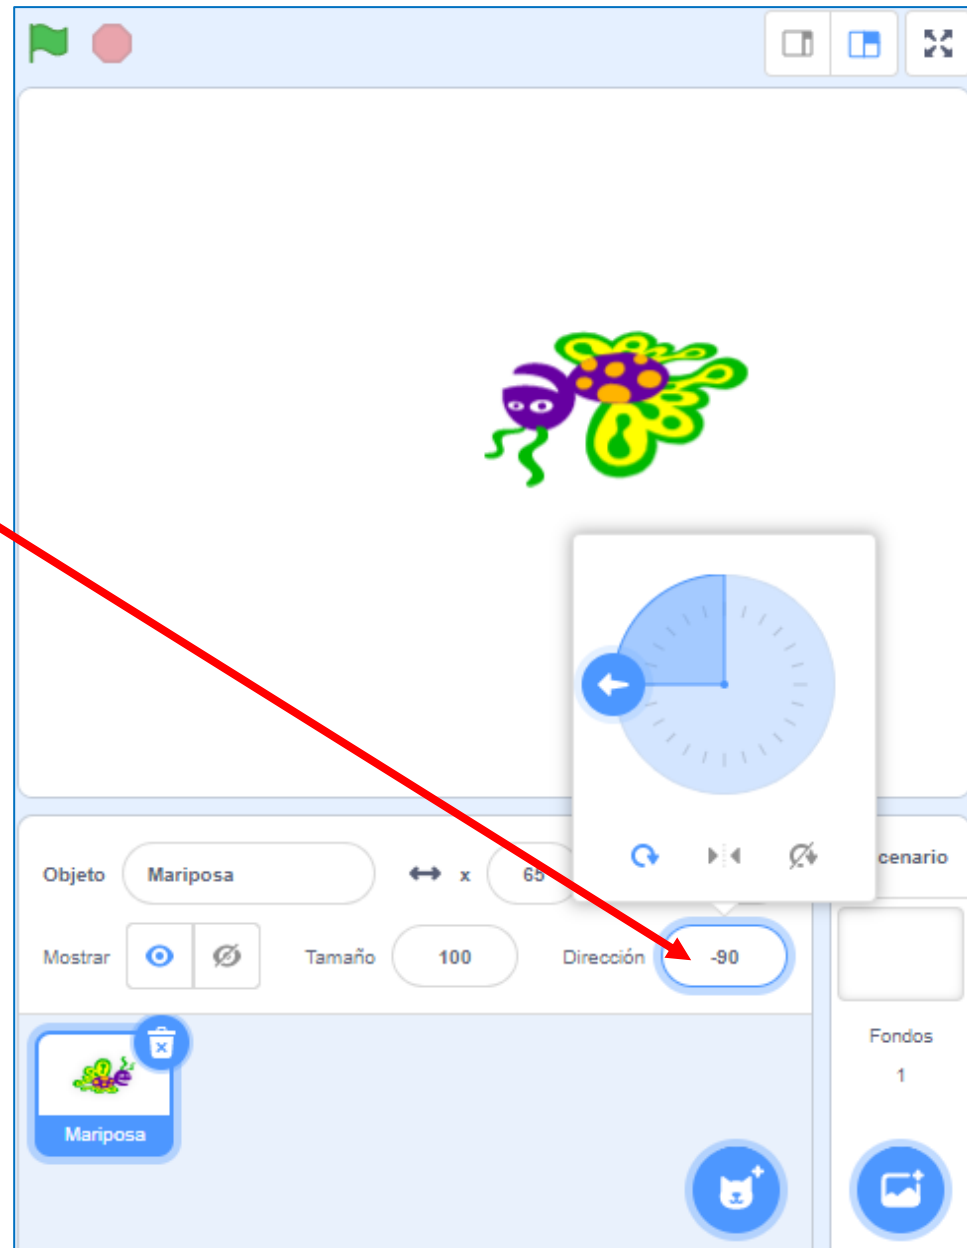 Objeto Mariposa x 65
cenario
Mostrar Tamaño 100 Dirección -90
Fondos
1
Mariposa